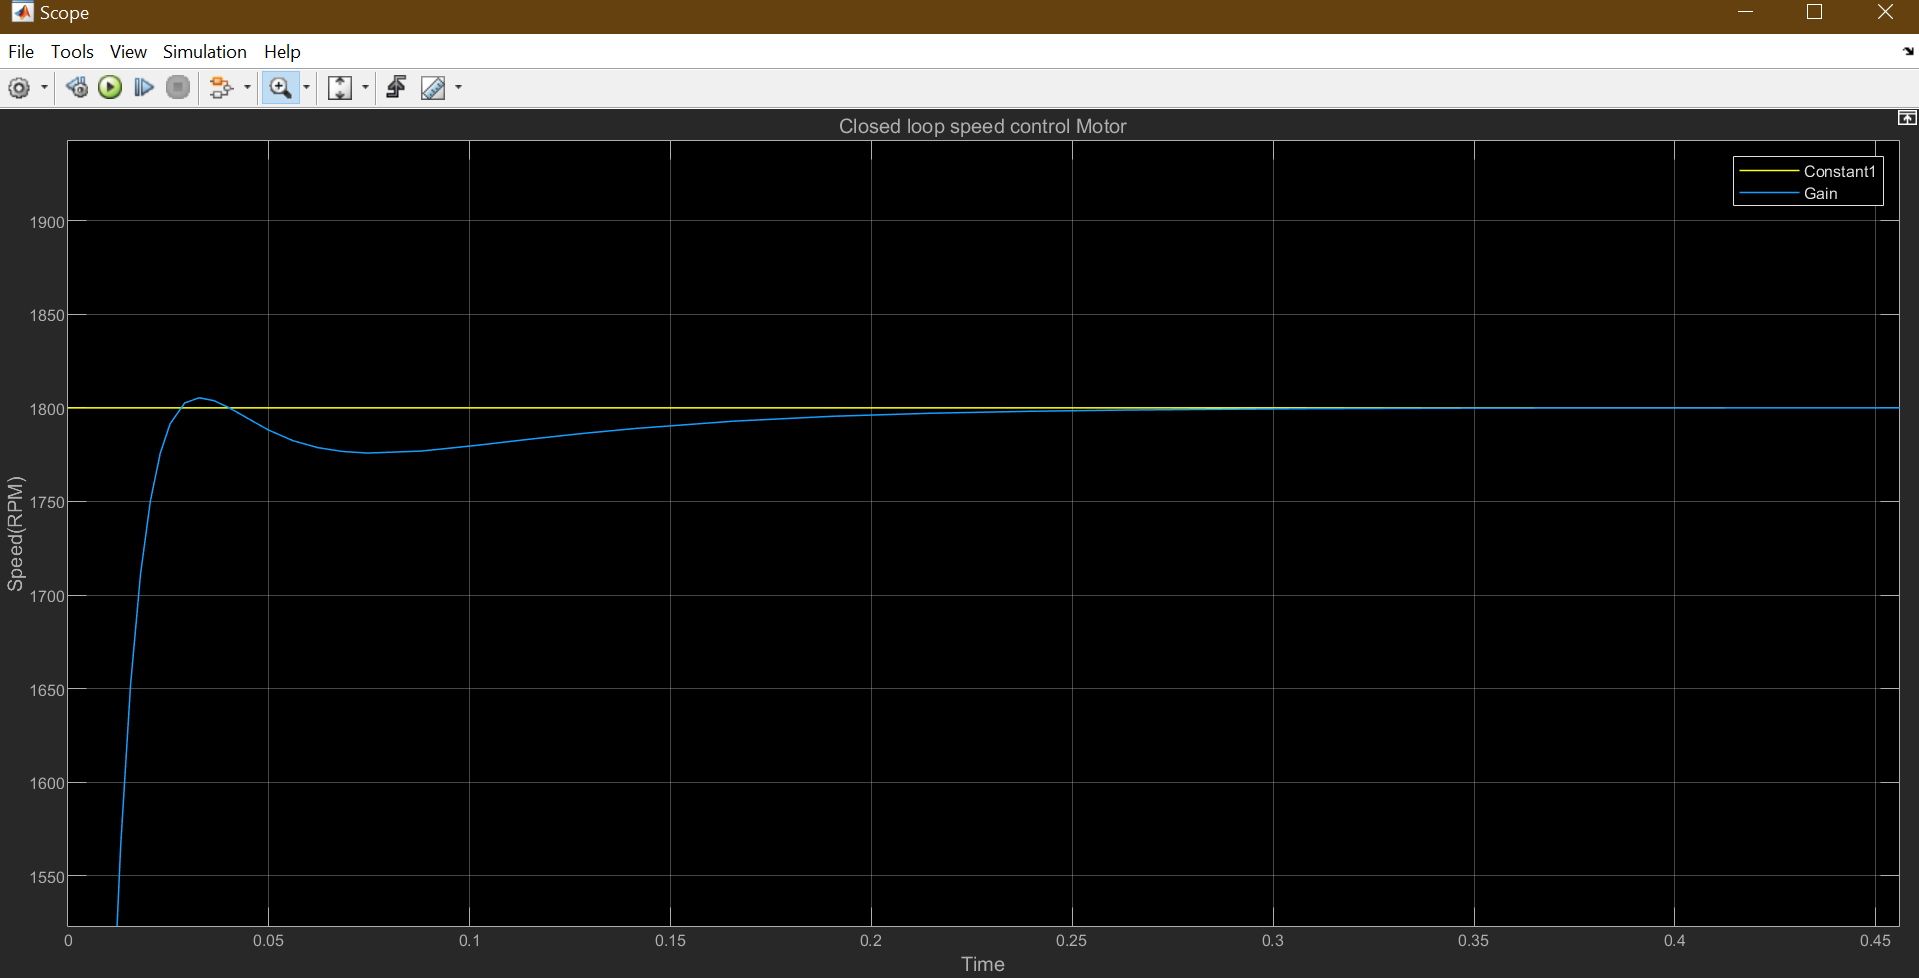 Scope
File Tools View Simulation Help
Closed loop speed control Motor
Constant1
Gain
1900
1850
1800
1750
1700
1650
1600
1550
Speed(RPM)
0 0.05 0.1 0.15 0.2 0.25 0.3 0.35 0.4 0.45
Time